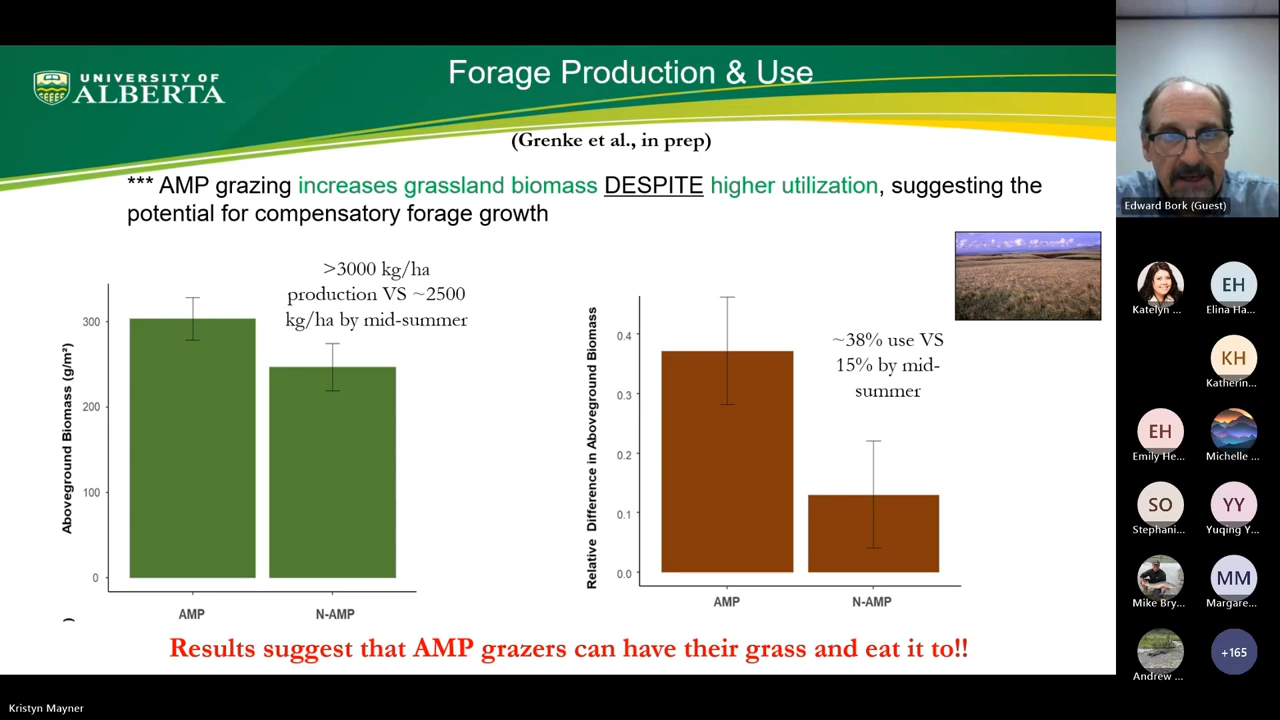 UNIVERSITY OF
ALBERTA
Forage Production & Use
(Grenke et al., in prep)
*** AMP grazing increases grassland biomass DESPITE higher utilization, suggesting the
potential for compensatory forage growth
>3000 kg/ha
production VS ~2500
kg/ha by mid-summer
Aboveground Biomass (g/m²)
300
200
100
0
AMP
N-AMP
)
~38% use VS
15% by mid-
summer
Relative Difference in Aboveground Biomass
0.4
0.3
0.2
0.1
0.0
AMP
N-AMP
Results suggest that AMP grazers can have their grass and eat it to!!
Edward Bork (Guest)
Katelyn ...
EH
Elina Ha...
KH
Katherin...
EH
Emily He...
Michelle ...
SO
Stephani...
YY
Yuqing Y...
Mike Bry...
MM
Margare...
Andrew ...
+165
Kristyn Mayner